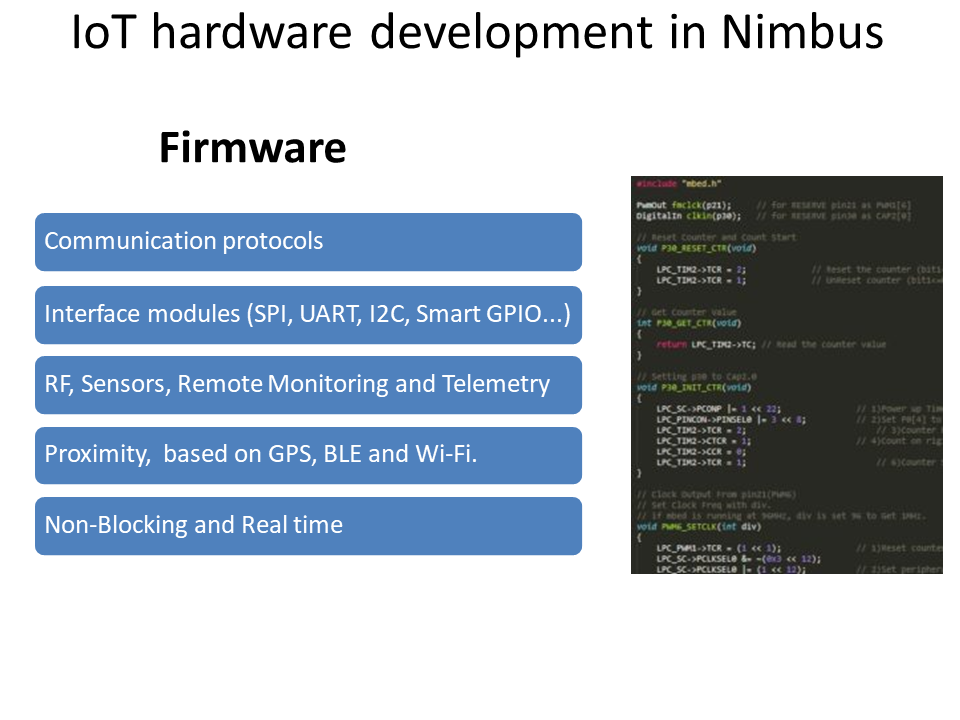 IoT hardware development in Nimbus
Firmware
Communication protocols
Interface modules (SPI, UART, I2C, Smart GPIO...)
RF, Sensors, Remote Monitoring and Telemetry
Proximity,  based on GPS, BLE and Wi-Fi.
Non-Blocking and Real time
#include "mbed.h"
PwmOut fmclck(p21);    // for RESERVE pin21 as PWM1[6]
DigitalIn clkin(p30);  // for RESERVE pin30 as CAP2[0]
// Reset Counter and Count Start
void P30_RESET_CTR(void)
{
LPC_TIM2->TCR = 2;    // Reset the counter (bit1
LPC_TIM2->TCR = 1;    // UnReset counter (bit1<=
}
// Get Counter Value
int P30_GET_CTR(void)
{
return LPC_TIM2->TC; // Read the counter value
}
// Setting p30 to Cap2.0
void P30_INIT_CTR(void)
{
LPC_SC->PCONP |= 1 << 22;    // 1)Power up Tim
LPC_PINCON->PINSEL0 |= 3 << 8;    // 2)Set P0[4] to
LPC_TIM2->TCR = 2;    // 3)Counter
LPC_TIM2->CTCR = 1;    // 4)Count on rig
LPC_TIM2->CCR = 0;
LPC_TIM2->TCR = 1;    // 6)Counter
}
// Clock Output From pin21(PWM6)
// Set Clock Freq with div.
// if mbed is running at 96MHz, div is set 96 to Get 1MHz.
void PWM6_SETCLK(int div)
{
LPC_PWM1->TCR = (1 << 1);    // 1)Reset counte
LPC_SC->PCLKSEL0 &= ~(0x3 << 12);
LPC_SC->PCLKSEL0 |= (1 << 12);    // 2)Set peripher